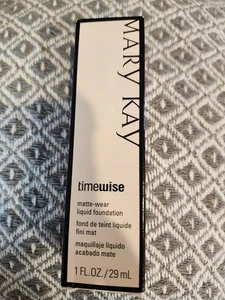 MARY KAY
timewise
matte-wear
liquid foundation
fond de teint liquide
fini mat
maquillaje líquido
acabado mate
1 FL.OZ./29 mL